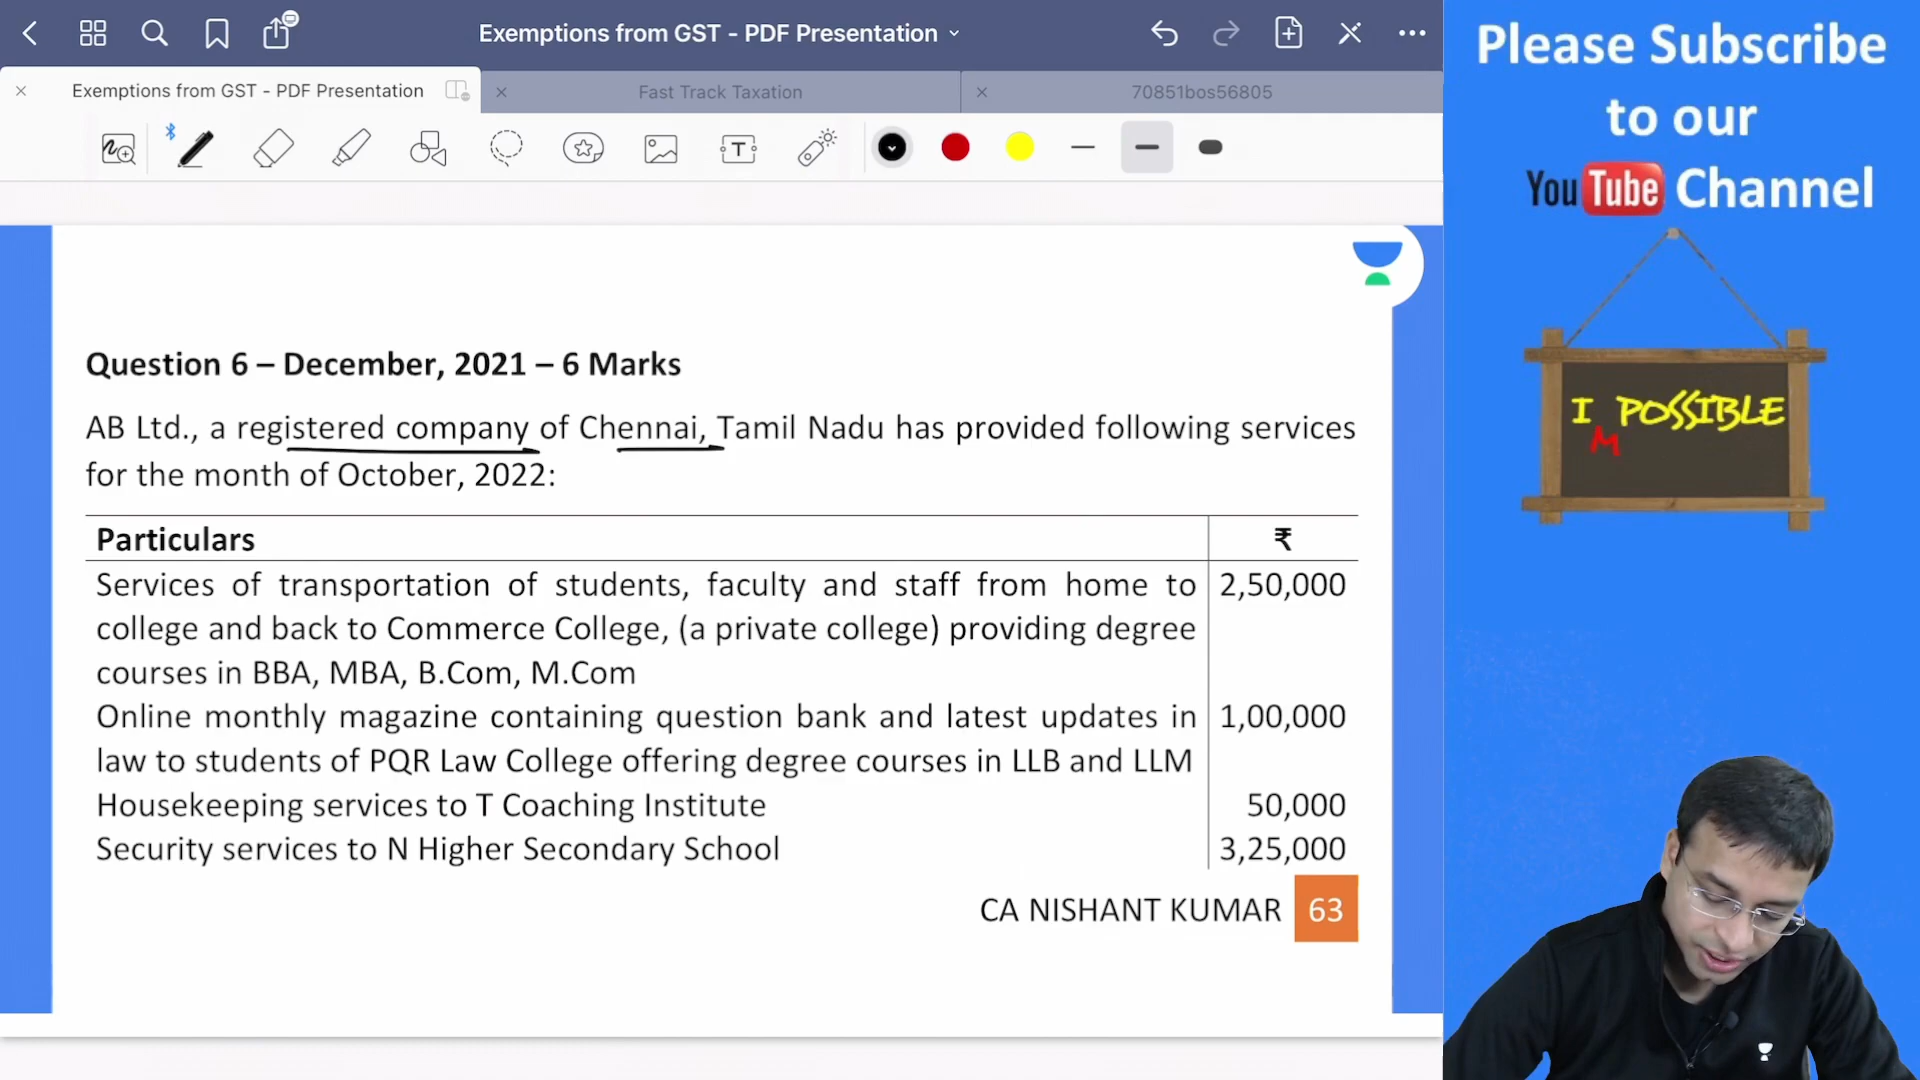 Exemptions from GST - PDF Presentation
Exemptions from GST - PDF Presentation
Fast Track Taxation
70851bos56805
T
Please Subscribe
to our
YouTube Channel
I POSSIBLE
M
Question 6 – December, 2021 – 6 Marks
AB Ltd., a registered company of Chennai, Tamil Nadu has provided following services
for the month of October, 2022:
Particulars ₹
Services of transportation of students, faculty and staff from home to 2,50,000
college and back to Commerce College, (a private college) providing degree
courses in BBA, MBA, B.Com, M.Com
Online monthly magazine containing question bank and latest updates in 1,00,000
law to students of PQR Law College offering degree courses in LLB and LLM
Housekeeping services to T Coaching Institute 50,000
Security services to N Higher Secondary School 3,25,000
CA NISHANT KUMAR 63